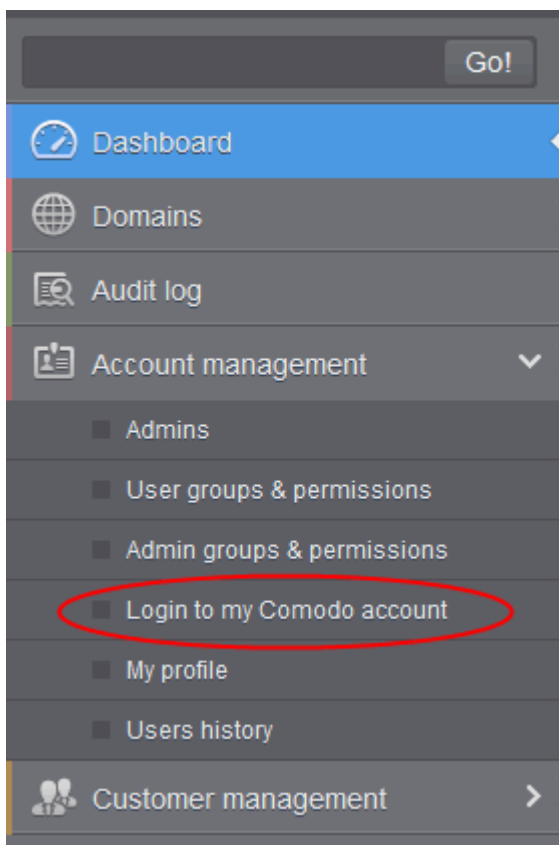 Go!
Dashboard
Domains
Audit log
Account management
Admins
User groups & permissions
Admin groups & permissions
Login to my Comodo account
My profile
Users history
Customer management